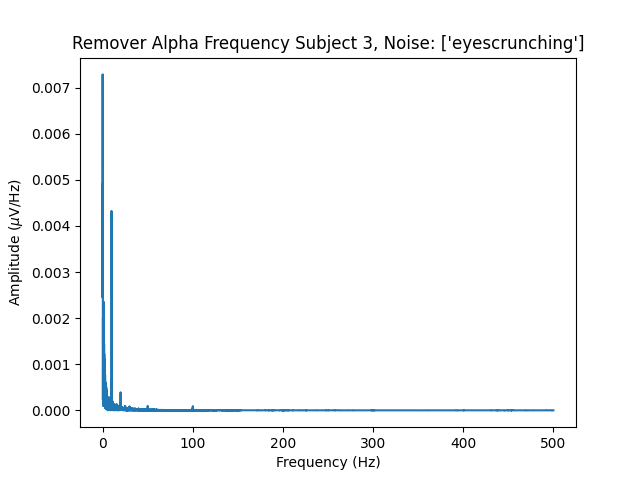 Remover Alpha Frequency Subject 3, Noise: ['eyescrunching']
0.007
0.006
0.005
0.004
0.003
0.002
0.001
0.000
Amplitude (μV/Hz)
0 100 200 300 400 500
Frequency (Hz)